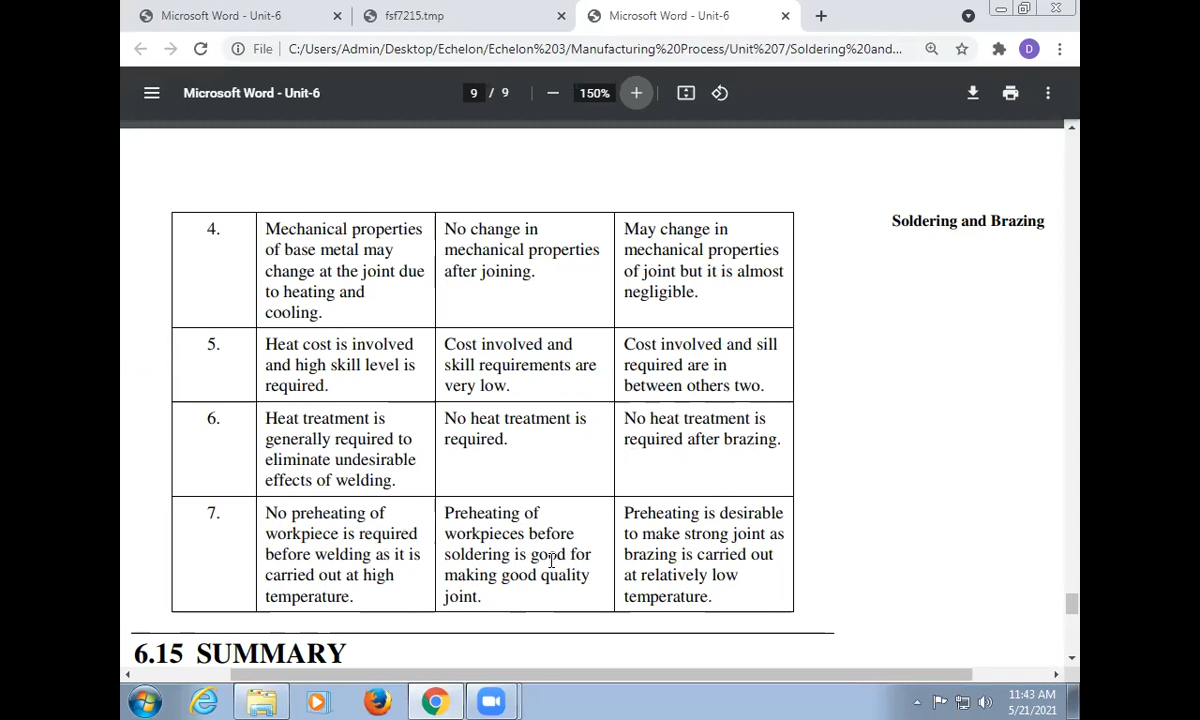 Microsoft Word - Unit-6
fsf7215.tmp
Microsoft Word - Unit-6
File
C:/Users/Admin/Desktop/Echelon/Echelon%203/Manufacturing%20Process/Unit%207/Soldering%20and...
D
Microsoft Word - Unit-6
9 / 9
150%
Soldering and Brazing
4.
Mechanical properties
of base metal may
change at the joint due
to heating and
cooling.
No change in
mechanical properties
after joining.
May change in
mechanical properties
of joint but it is almost
negligible.
5.
Heat cost is involved
and high skill level is
required.
Cost involved and
skill requirements are
very low.
Cost involved and sill
required are in
between others two.
6.
Heat treatment is
generally required to
eliminate undesirable
effects of welding.
No heat treatment is
required.
No heat treatment is
required after brazing.
7.
No preheating of
workpiece is required
before welding as it is
carried out at high
temperature.
Preheating of
workpieces before
soldering is good for
making good quality
joint.
Preheating is desirable
to make strong joint as
brazing is carried out
at relatively low
temperature.
6.15 SUMMARY
11:43 AM
5/21/2021